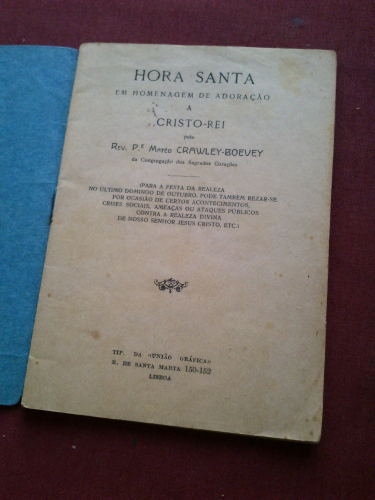 HORA SANTA
EM HOMENAGEM DE ADORAÇÃO
A
CRISTO-REI
pelo
REV. P.E MATEO CRAWLEY-BOEVEY
da Congregação dos Sagrados Corações
(PARA A FESTA DA REALEZA
NO ÚLTIMO DOMINGO DE OUTUBRO, PODE TAMBÉM REZAR-SE
POR OCASIÃO DE CERTOS ACONTECIMENTOS,
CRISES SOCIAIS, AMEAÇAS OU ATAQUES PÚBLICOS
CONTRA A REALEZA DIVINA
DE NOSSO SENHOR JESUS CRISTO, ETC.)
TIP. DA «UNIÃO GRÁFICA»
R. DE SANTA MARTA 150-152
LISBOA